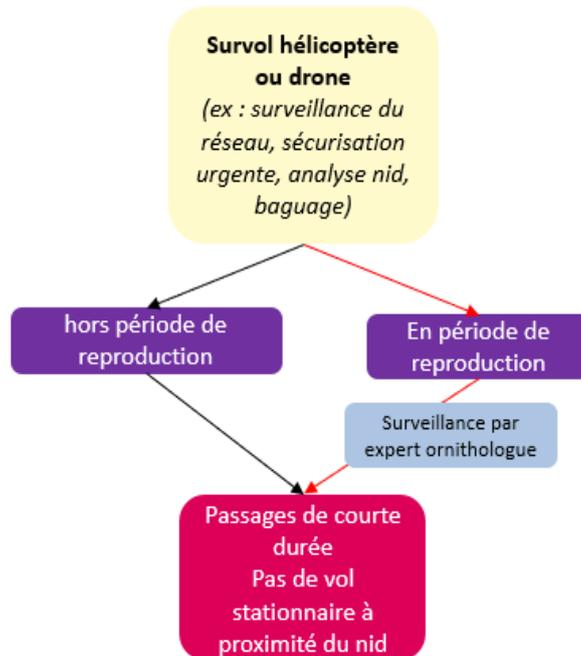 Survol hélicoptère
ou drone
(ex : surveillance du
réseau, sécurisation
urgente, analyse nid,
baguage)
hors période de
reproduction
En période de
reproduction
Surveillance par
expert ornithologue
Passages de courte
durée
Pas de vol
stationnaire à
proximité du nid